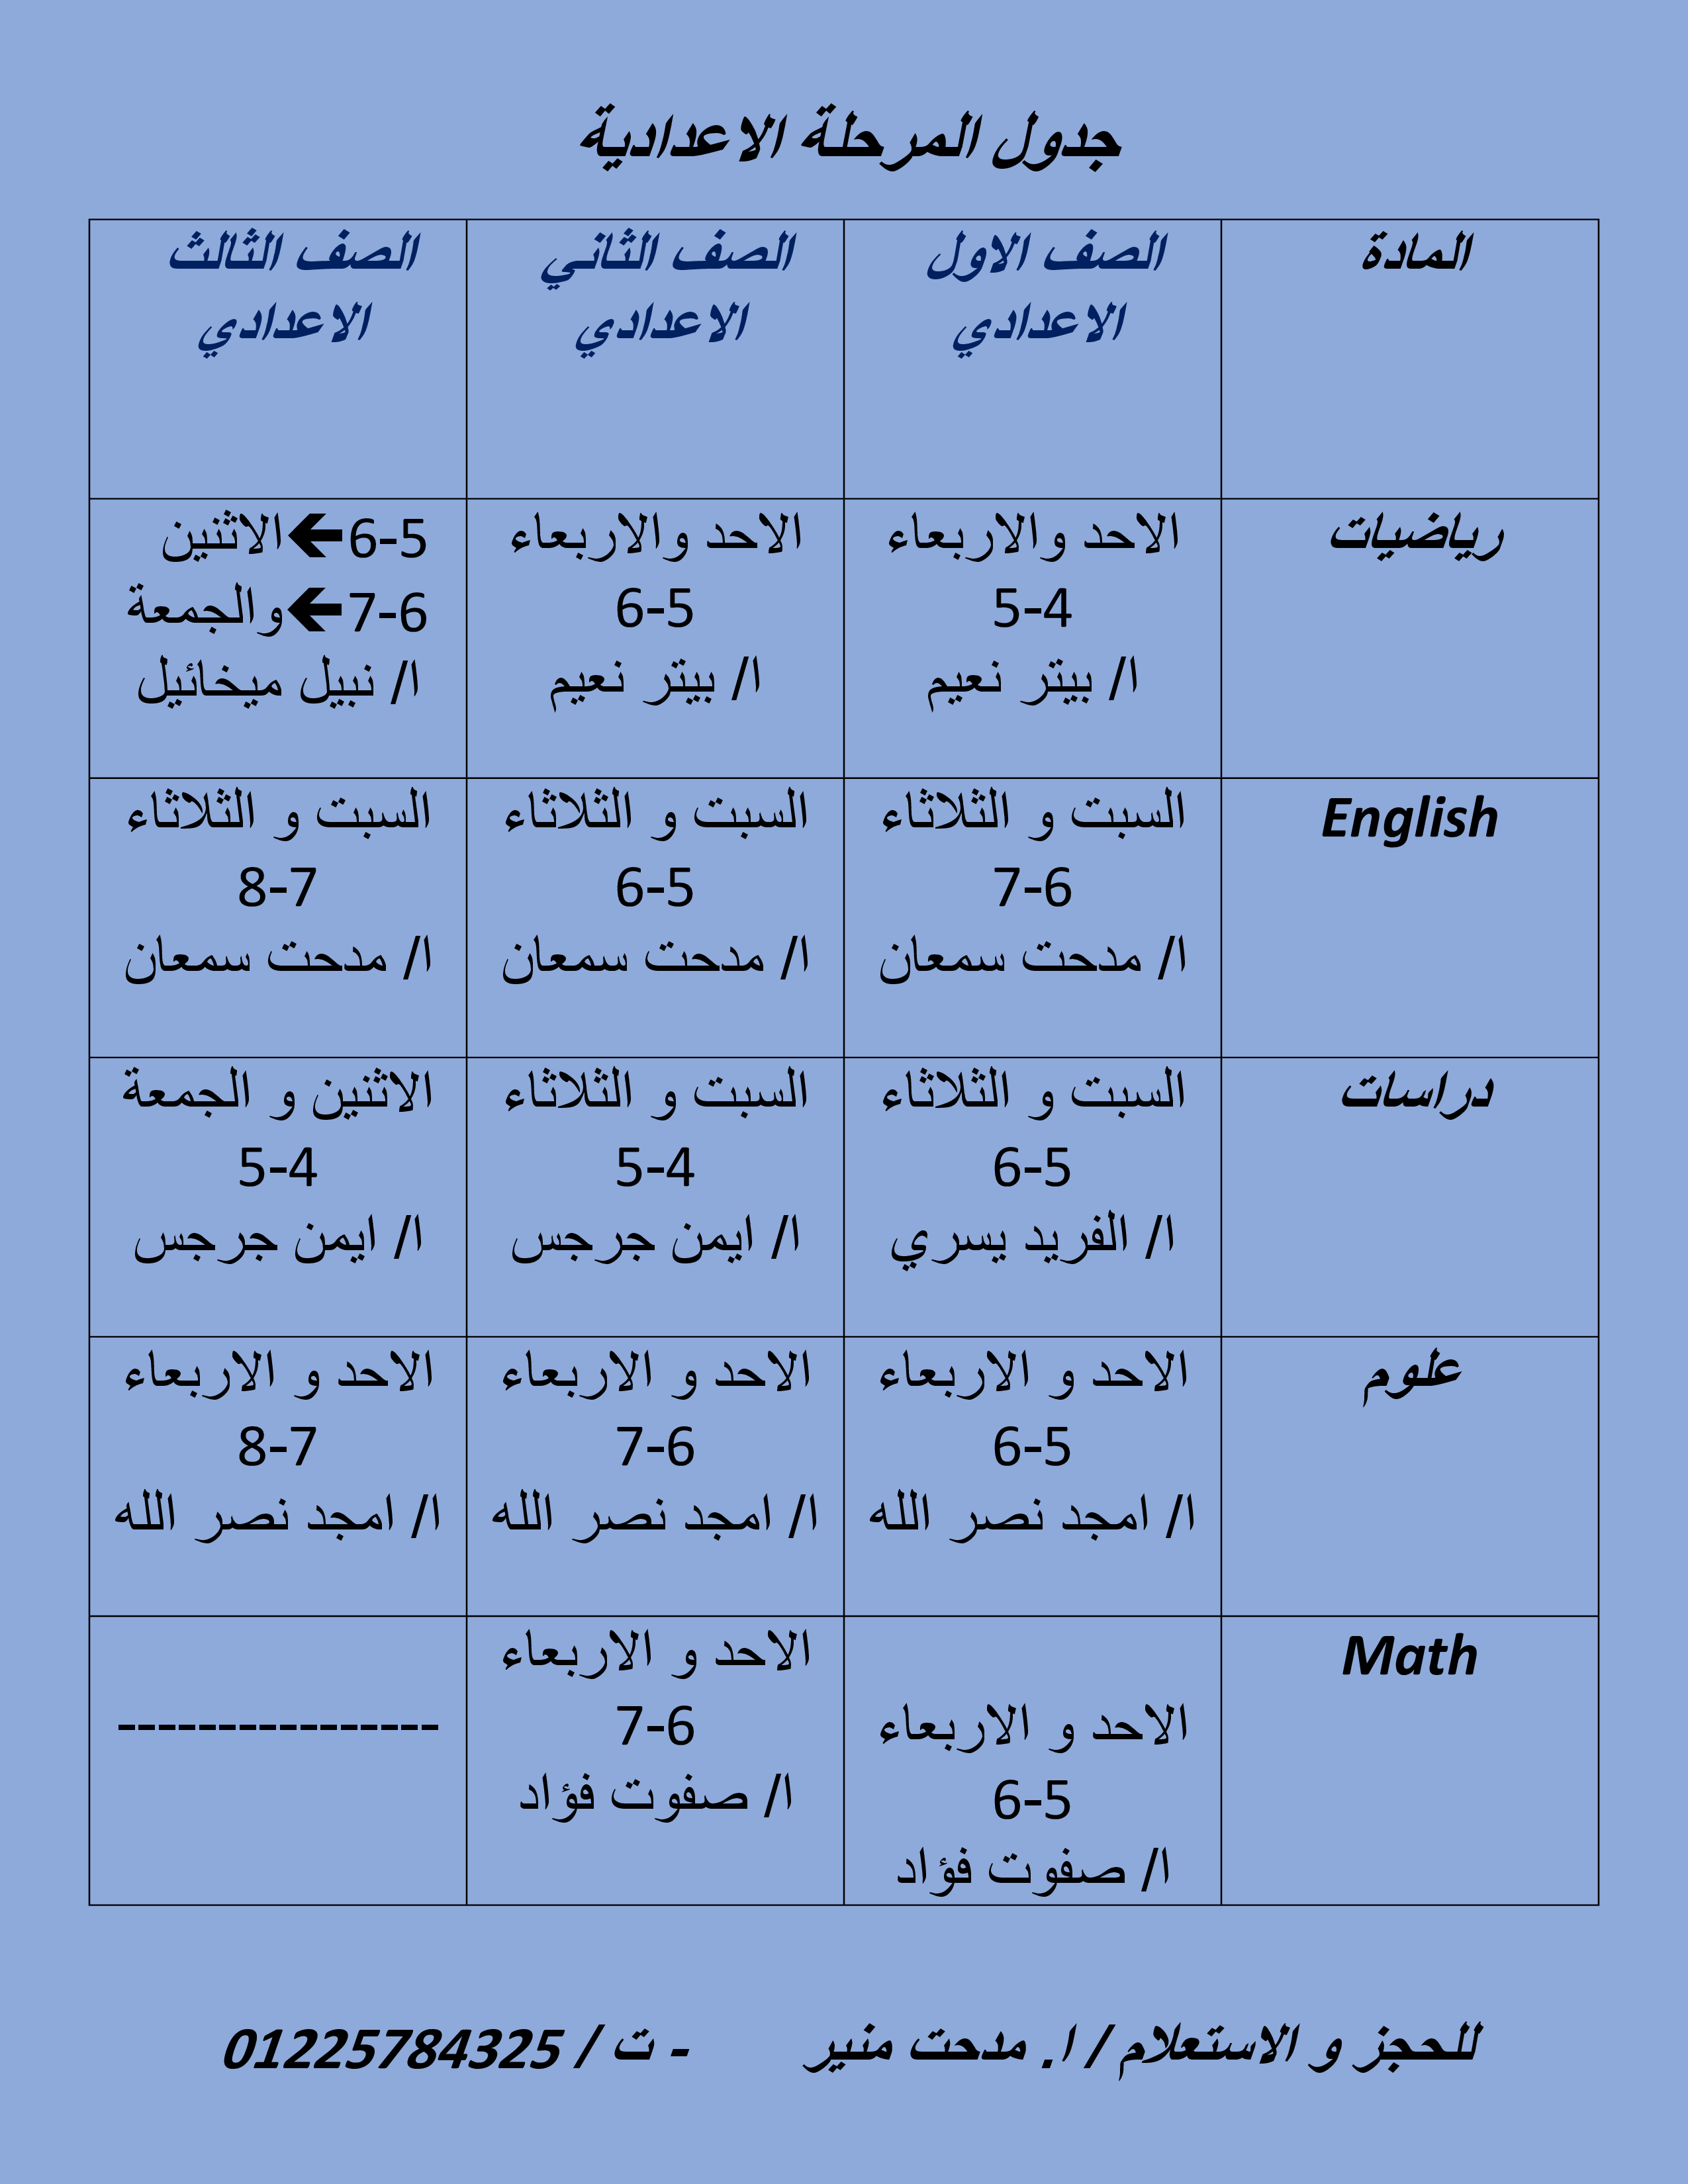 جدول المرحلة الاعدادية
المادة
الصف الاول
الاعدادي
الصف الثاني
الاعدادي
الصف الثالث
الاعدادي
رياضيات
الاحد والاربعاء
5-4
ا/ بيتر نعيم
الاحد والاربعاء
6-5
ا/ بيتر نعيم
6-5←الاثنين
7-6←والجمعة
ا/ نبيل ميخائيل
English
السبت و الثلاثاء
7-6
ا/ مدحت سمعان
السبت و الثلاثاء
6-5
ا/ مدحت سمعان
السبت و الثلاثاء
8-7
ا/ مدحت سمعان
دراسات
السبت و الثلاثاء
6-5
ا/ الفريد يسري
السبت و الثلاثاء
5-4
ا/ ايمن جرجس
الاثنين و الجمعة
5-4
ا/ ايمن جرجس
علوم
الاحد و الاربعاء
6-5
ا/ امجد نصر الله
الاحد و الاربعاء
7-6
ا/ امجد نصر الله
الاحد و الاربعاء
8-7
ا/ امجد نصر الله
Math
الاحد و الاربعاء
6-5
ا/ صفوت فؤاد
الاحد و الاربعاء
7-6
ا/ صفوت فؤاد
----------------
للحجز و الاستعلام / ا. مدحت منير - ت / 01225784325